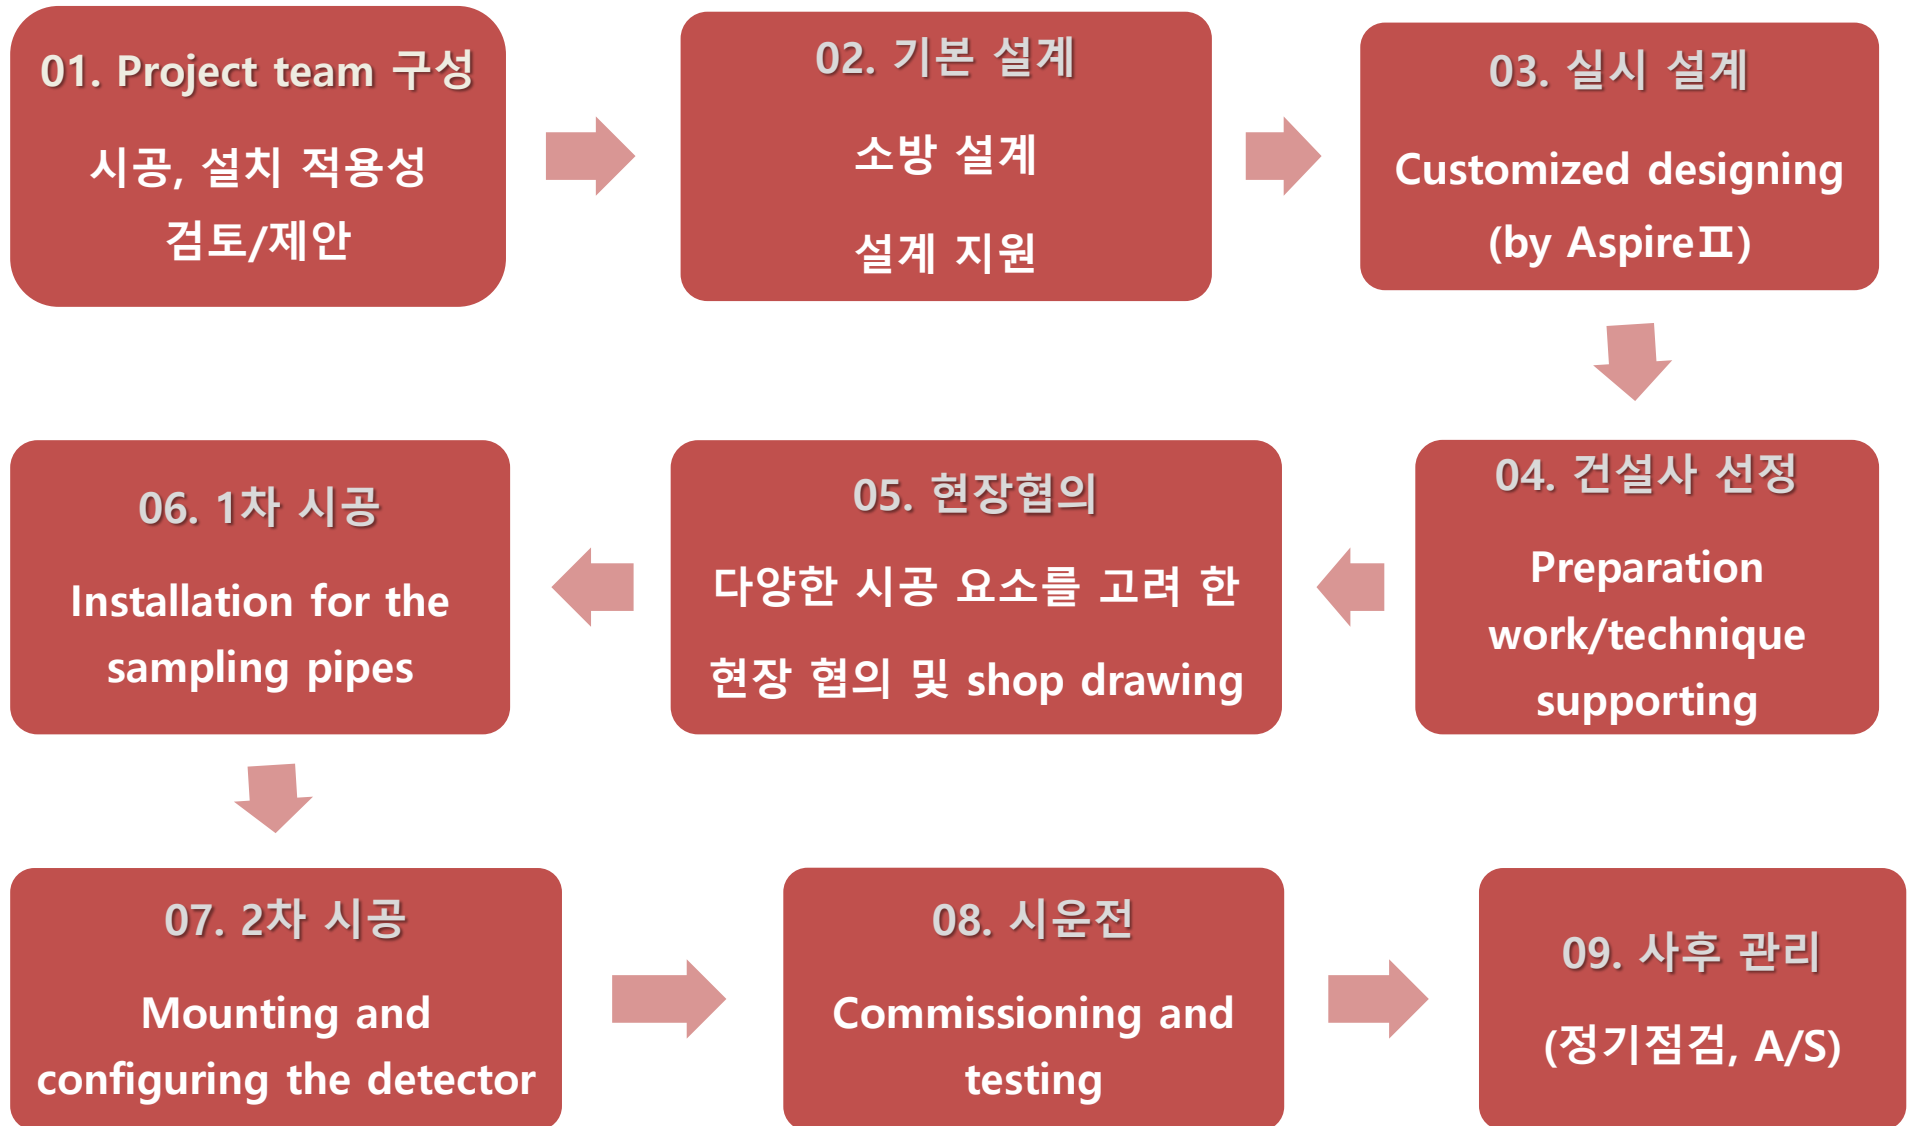 01. Project team 구성
시공, 설치 적용성
검토/제안
02. 기본 설계
소방 설계
설계 지원
03. 실시 설계
Customized designing
(by AspireⅡ)
04. 건설사 선정
Preparation
work/technique
supporting
05. 현장협의
다양한 시공 요소를 고려 한
현장 협의 및 shop drawing
06. 1차 시공
Installation for the
sampling pipes
07. 2차 시공
Mounting and
configuring the detector
08. 시운전
Commissioning and
testing
09. 사후 관리
(정기점검, A/S)